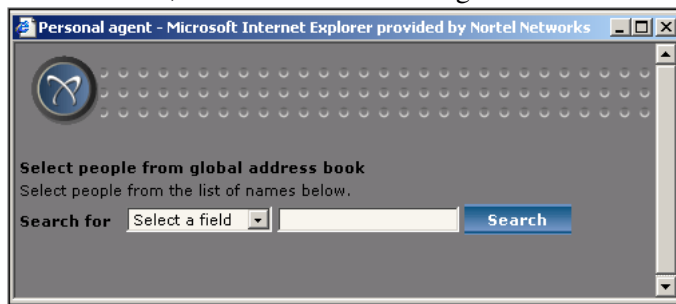 Personal agent - Microsoft Internet Explorer provided by Nortel Networks
Select people from global address book
Select people from the list of names below.
Search for Select a field Search